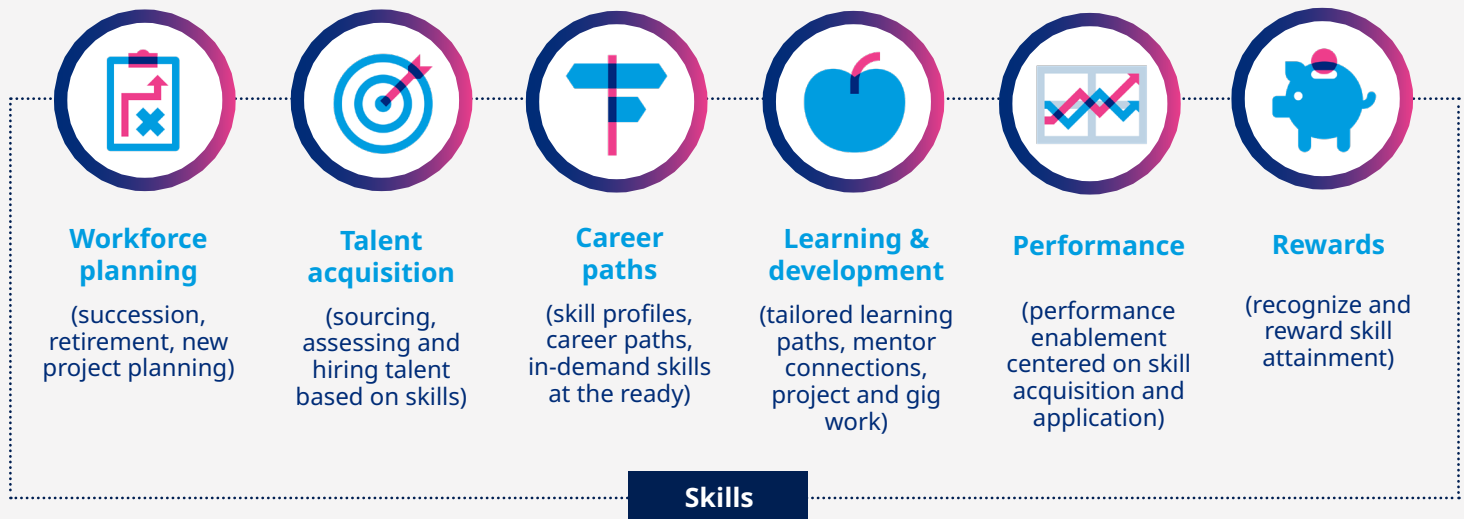 Workforce
planning
(succession,
retirement, new
project planning)
Talent
acquisition
(sourcing,
assessing and
hiring talent
based on skills)
Career
paths
(skill profiles,
career paths,
in-demand skills
at the ready)
Learning &
development
(tailored learning
paths, mentor
connections,
project and gig
work)
Performance
(performance
enablement
centered on skill
acquisition and
application)
Rewards
(recognize and
reward skill
attainment)
Skills